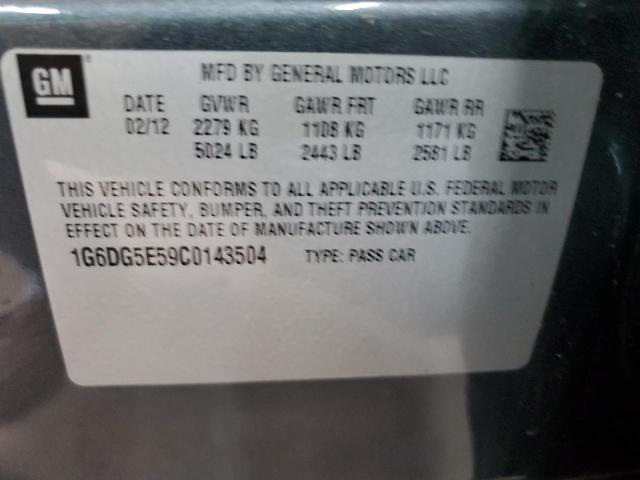 GM
MFD BY GENERAL MOTORS LLC
DATE GVWR GAWR FRT GAWR RR
02/12 2279 KG 1108 KG 1171 KG
5024 LB 2443 LB 2581 LB
THIS VEHICLE CONFORMS TO ALL APPLICABLE U.S. FEDERAL MOTOR
VEHICLE SAFETY, BUMPER, AND THEFT PREVENTION STANDARDS IN
EFFECT ON THE DATE OF MANUFACTURE SHOWN ABOVE.
1G6DG5E59C0143504 TYPE: PASS CAR